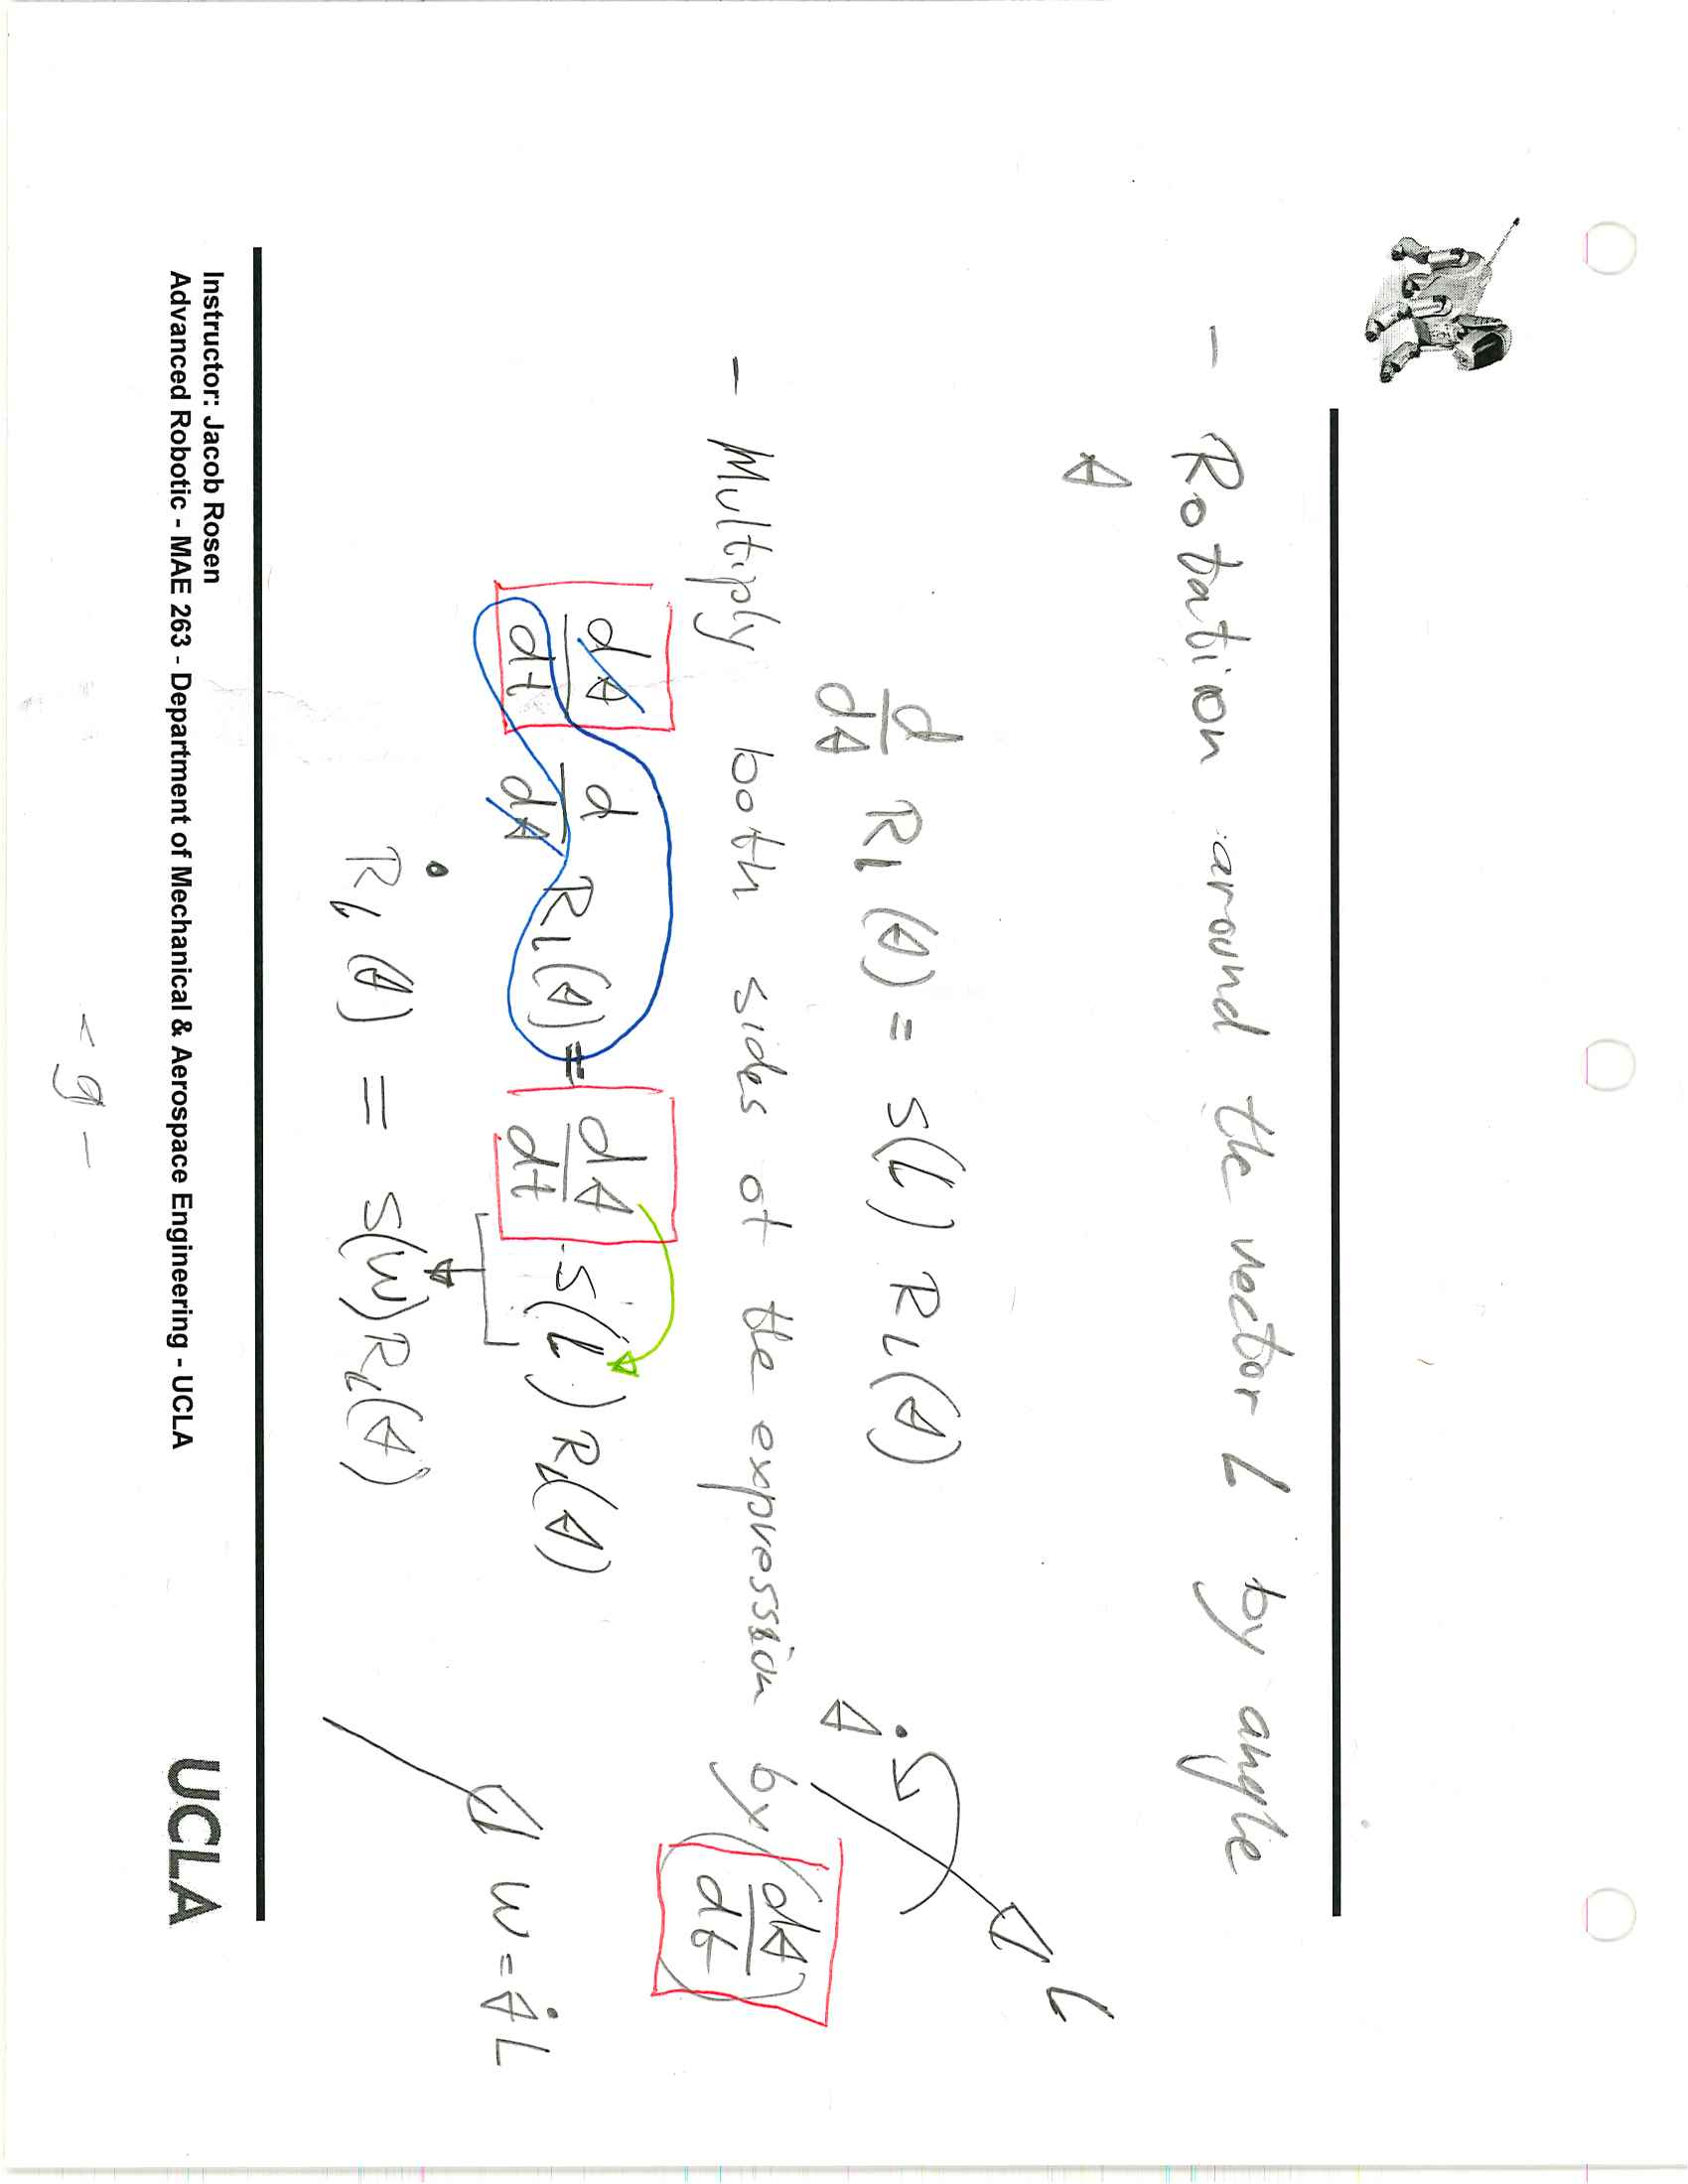 - Rotation around the vector L by angle
θ
d/dθ R_L(θ) = S(L) R_L(θ)
θ̇
L
- Multiply both sides of the expression by (dθ/dt)
dθ/dt d/dθ R_L(θ) = dθ/dt S(L) R_L(θ)
Ṙ_L(θ) = S(ω) R_L(θ)
ω = θ̇ L
Instructor: Jacob Rosen
Advanced Robotic - MAE 263 - Department of Mechanical & Aerospace Engineering - UCLA
UCLA
< 9 -